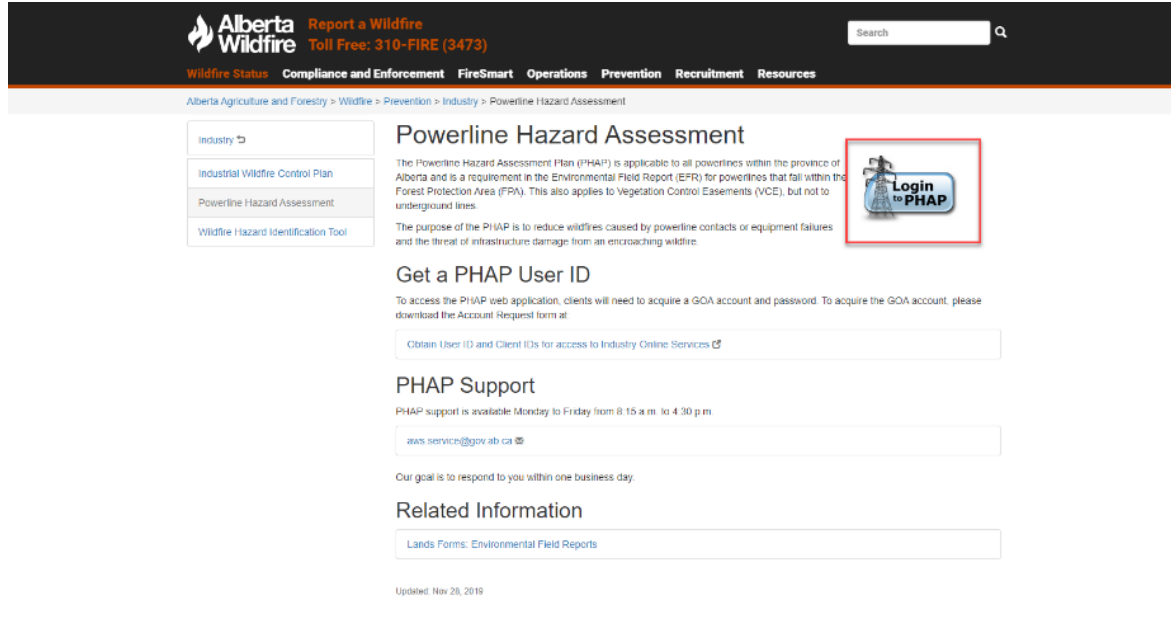 Alberta Wildfire
Report a Wildfire
Toll Free: 310-FIRE (3473)
Search
Wildfire Status Compliance and Enforcement FireSmart Operations Prevention Recruitment Resources
Alberta Agriculture and Forestry > Wildfire > Prevention > Industry > Powerline Hazard Assessment
Industry
Industrial Wildfire Control Plan
Powerline Hazard Assessment
Wildfire Hazard Identification Tool
Powerline Hazard Assessment
The Powerline Hazard Assessment Plan (PHAP) is applicable to all powerlines within the province of
Alberta and is a requirement in the Environmental Field Report (EFR) for powerlines that fall within the
Forest Protection Area (FPA). This also applies to Vegetation Control Easements (VCE), but not to
underground lines.
The purpose of the PHAP is to reduce wildfires caused by powerline contacts or equipment failures
and the threat of infrastructure damage from an encroaching wildfire.
Login
to PHAP
Get a PHAP User ID
To access the PHAP web application, clients will need to acquire a GOA account and password. To acquire the GOA account, please
download the Account Request form at:
Obtain User ID and Client IDs for access to Industry Online Services
PHAP Support
PHAP support is available Monday to Friday from 8:15 a.m. to 4:30 p.m.
aws.service@gov.ab.ca
Our goal is to respond to you within one business day.
Related Information
Lands Forms: Environmental Field Reports
Updated: Nov 28, 2019